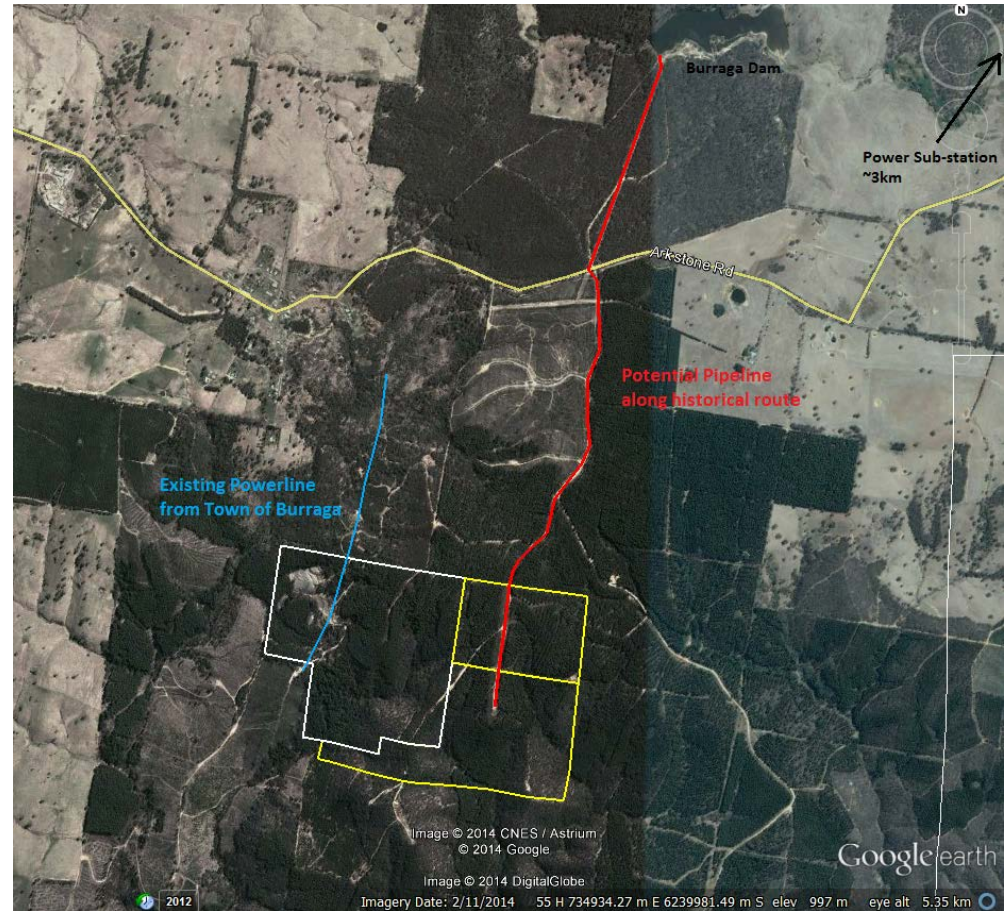 N
Burraga Dam
Power Sub-station
~3km
Arkstone Rd
Potential Pipeline
along historical route
Existing Powerline
from Town of Burraga
Image © 2014 CNES / Astrium
© 2014 Google
Image © 2014 DigitalGlobe
Google earth
2012
Imagery Date: 2/11/2014 55 H 734934.27 m E 6239981.49 m S elev 997 m eye alt 5.35 km